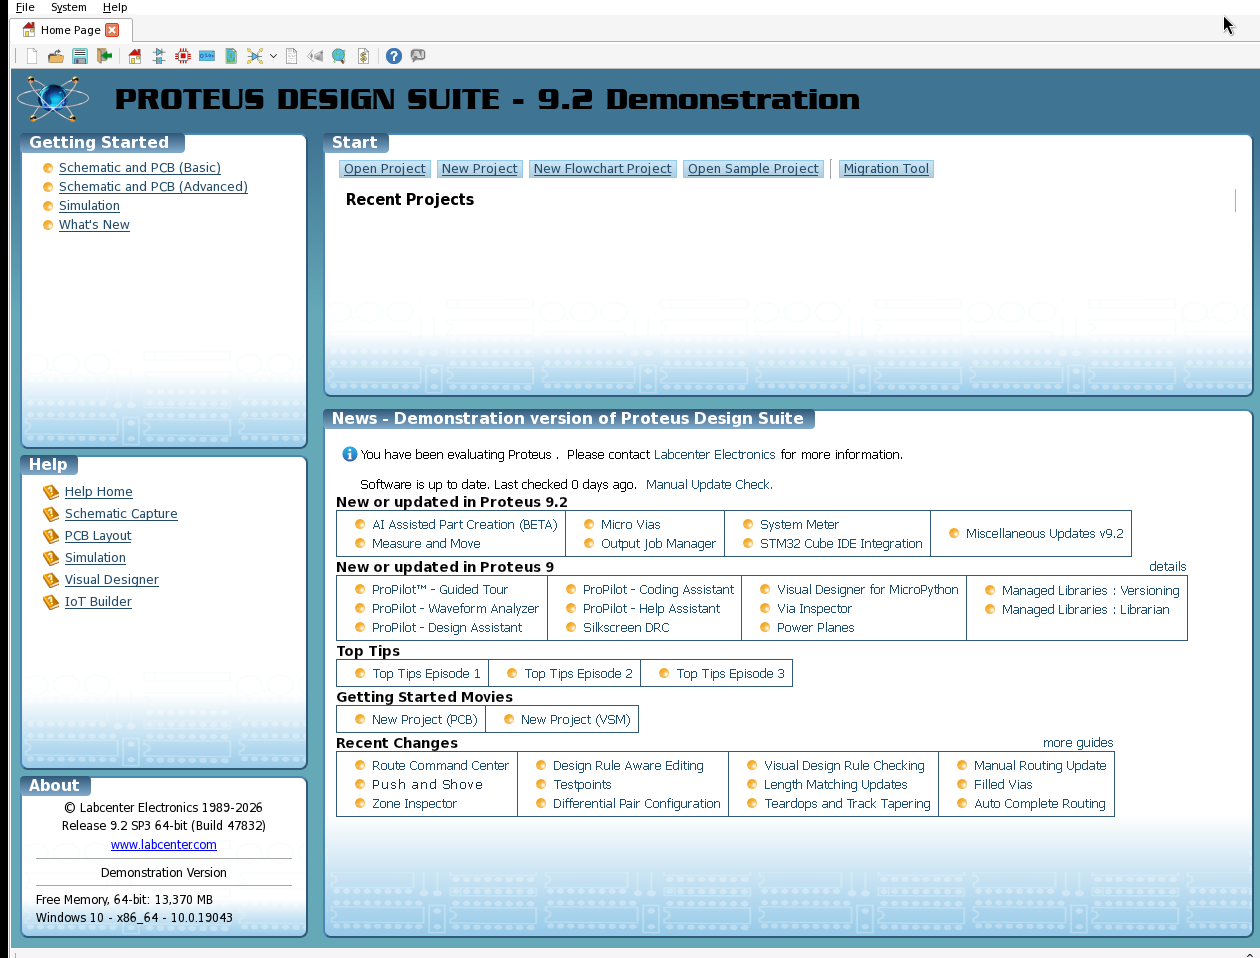 File System Help
Home Page
PROTEUS DESIGN SUITE - 9.2 Demonstration
Getting Started
Schematic and PCB (Basic)
Schematic and PCB (Advanced)
Simulation
What's New
Start
Open Project New Project New Flowchart Project Open Sample Project Migration Tool
Recent Projects
Help
Help Home
Schematic Capture
PCB Layout
Simulation
Visual Designer
IoT Builder
News - Demonstration version of Proteus Design Suite
You have been evaluating Proteus . Please contact Labcenter Electronics for more information.
Software is up to date. Last checked 0 days ago. Manual Update Check.
New or updated in Proteus 9.2
AI Assisted Part Creation (BETA) Micro Vias System Meter Miscellaneous Updates v9.2
Measure and Move Output Job Manager STM32 Cube IDE Integration
New or updated in Proteus 9 details
ProPilot™ - Guided Tour ProPilot - Coding Assistant Visual Designer for MicroPython Managed Libraries : Versioning
ProPilot - Waveform Analyzer ProPilot - Help Assistant Via Inspector Managed Libraries : Librarian
ProPilot - Design Assistant Silkscreen DRC Power Planes
Top Tips
Top Tips Episode 1 Top Tips Episode 2 Top Tips Episode 3
Getting Started Movies
New Project (PCB) New Project (VSM)
Recent Changes more guides
Route Command Center Design Rule Aware Editing Visual Design Rule Checking Manual Routing Update
Push and Shove Testpoints Length Matching Updates Filled Vias
Zone Inspector Differential Pair Configuration Teardops and Track Tapering Auto Complete Routing
About
© Labcenter Electronics 1989-2026
Release 9.2 SP3 64-bit (Build 47832)
www.labcenter.com
Demonstration Version
Free Memory, 64-bit: 13,370 MB
Windows 10 - x86_64 - 10.0.19043